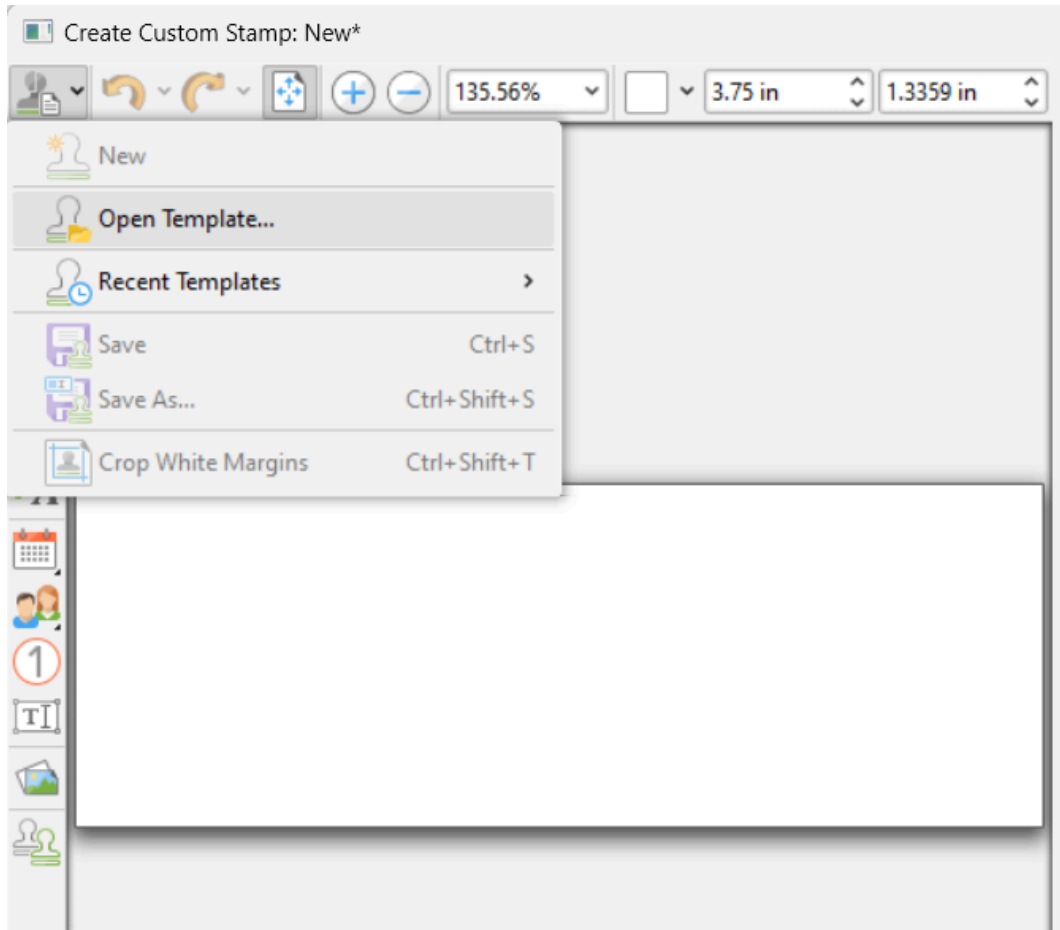 Create Custom Stamp: New*
135.56% 3.75 in 1.3359 in
New
Open Template...
Recent Templates
Save Ctrl+S
Save As... Ctrl+Shift+S
Crop White Margins Ctrl+Shift+T
1
T